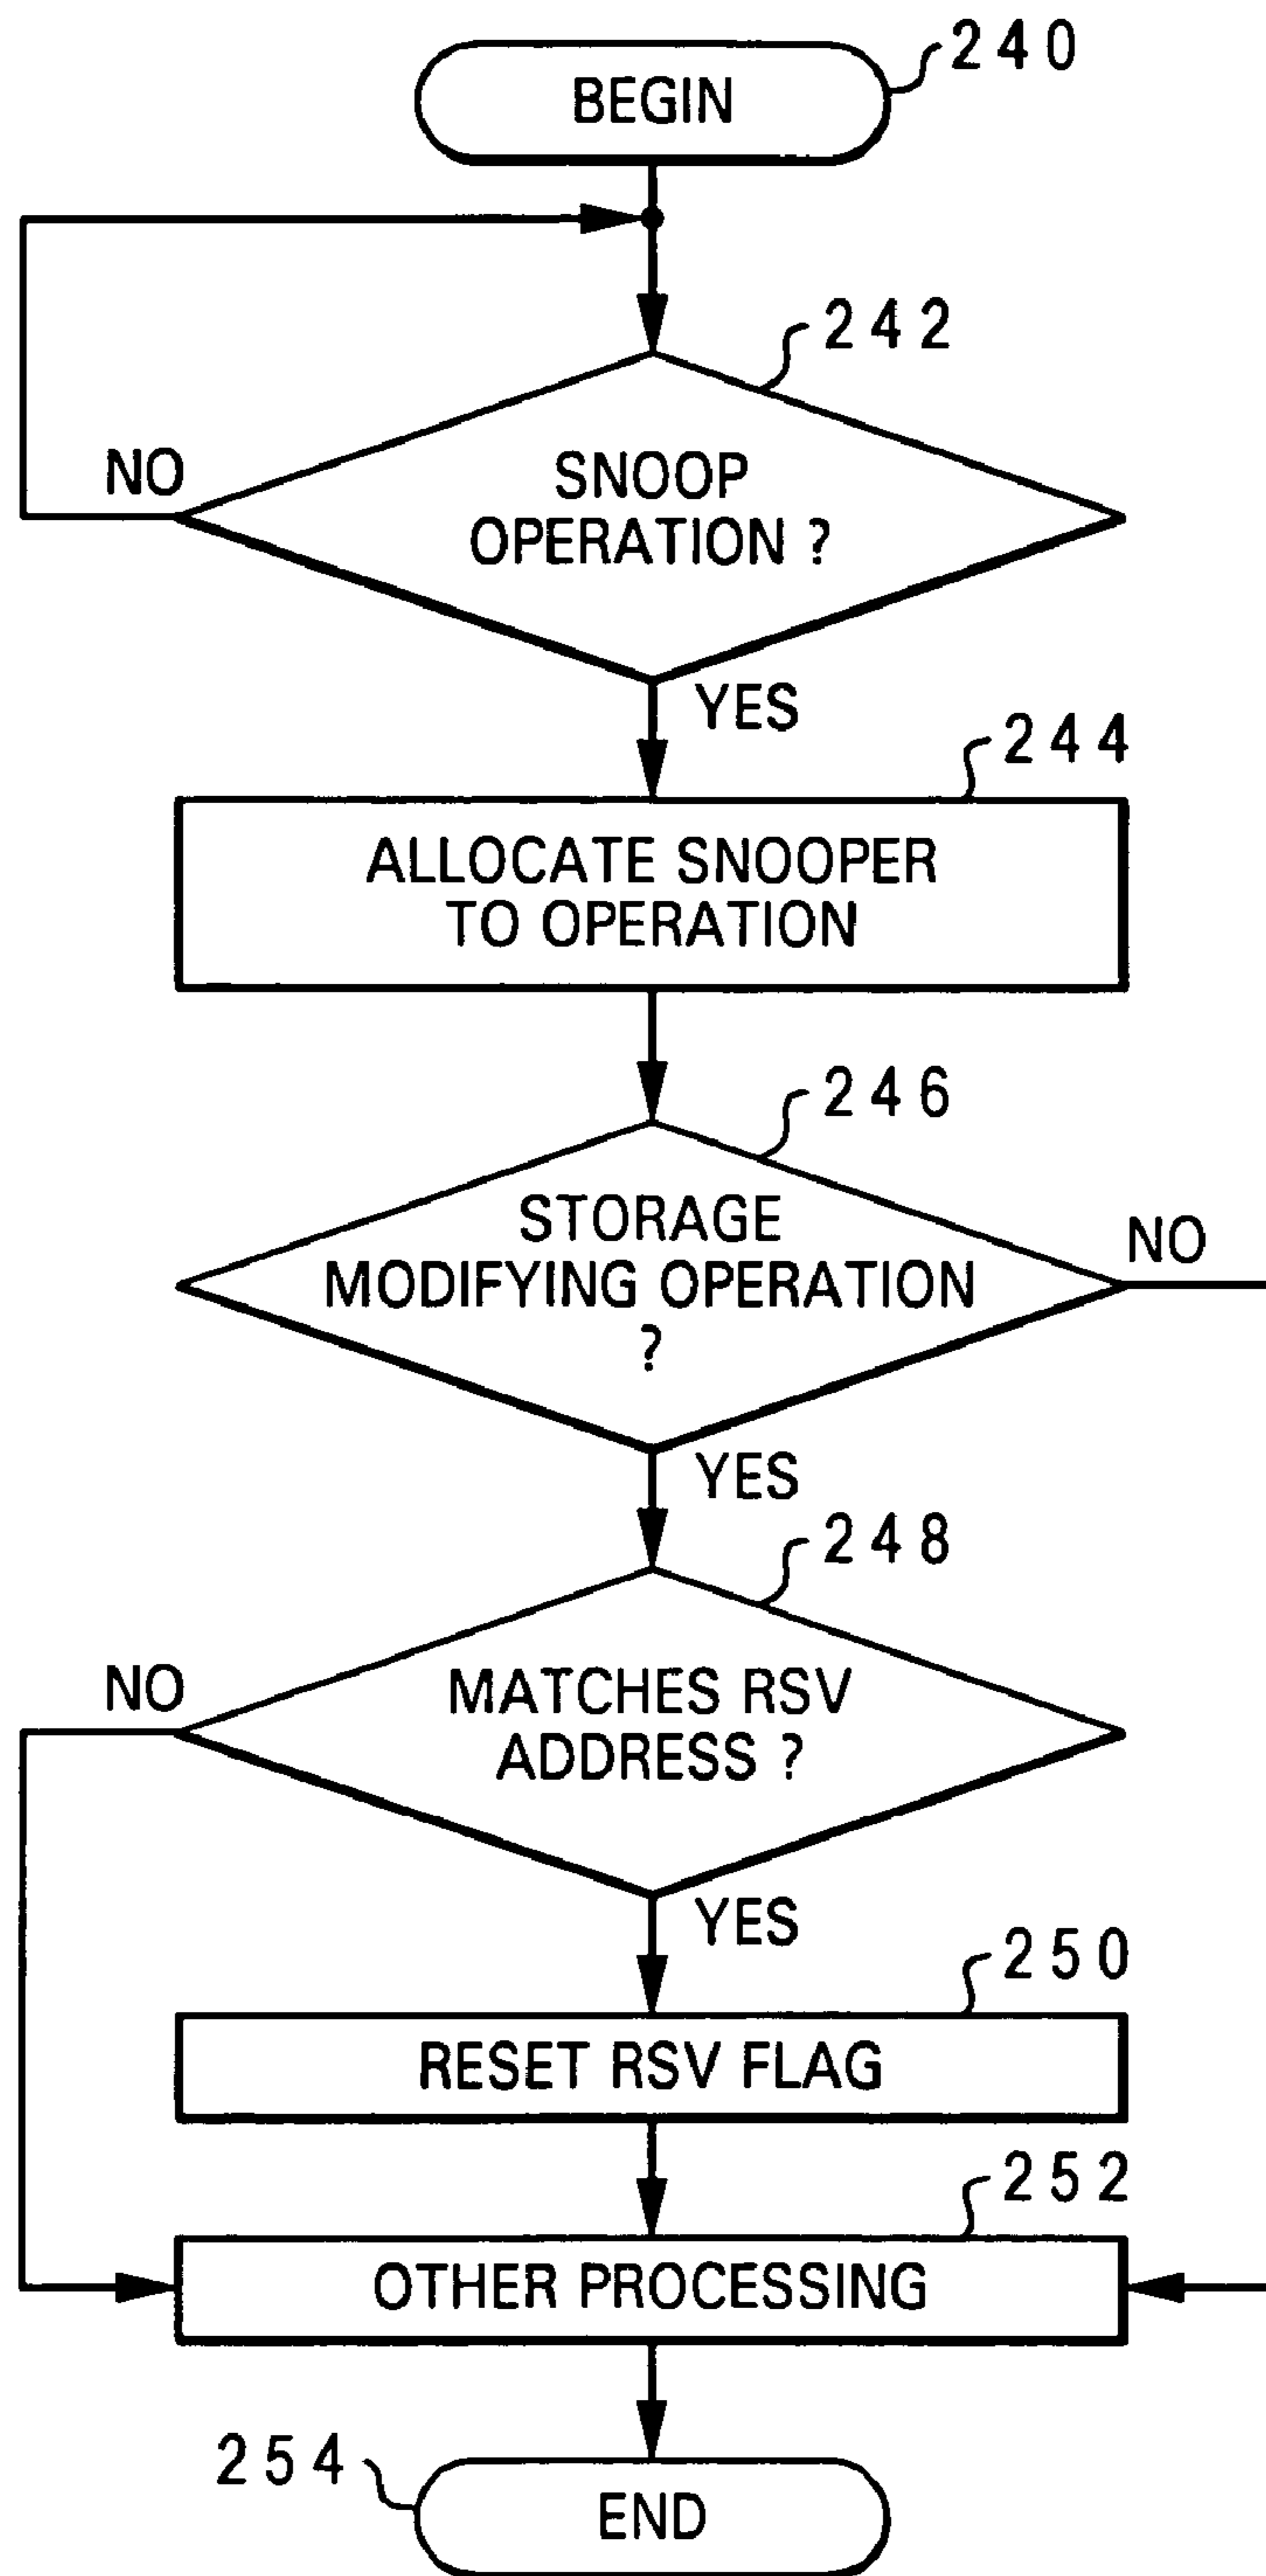 240
BEGIN
242
NO
SNOOP
OPERATION ?
YES
244
ALLOCATE SNOOPER
TO OPERATION
246
STORAGE
MODIFYING OPERATION
?
NO
YES
248
NO
MATCHES RSV
ADDRESS ?
YES
250
RESET RSV FLAG
252
OTHER PROCESSING
254
END